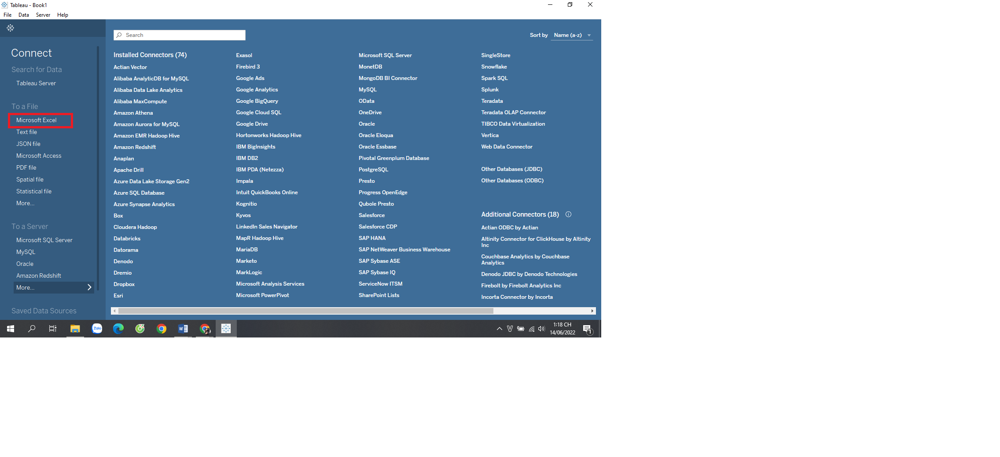 Tableau - Book1
File Data Server Help
Connect
Search for Data
Tableau Server
To a File
Microsoft Excel
Text file
JSON file
Microsoft Access
PDF file
Spatial file
Statistical file
More...
To a Server
Microsoft SQL Server
MySQL
Oracle
Amazon Redshift
More...
Saved Data Sources
Search
Sort by Name (a-z)
Installed Connectors (74)
Actian Vector
Alibaba AnalyticDB for MySQL
Alibaba Data Lake Analytics
Alibaba MaxCompute
Amazon Athena
Amazon Aurora for MySQL
Amazon EMR Hadoop Hive
Amazon Redshift
Anaplan
Apache Drill
Azure Data Lake Storage Gen2
Azure SQL Database
Azure Synapse Analytics
Box
Cloudera Hadoop
Databricks
Datorama
Denodo
Dremio
Dropbox
Esri
Exasol
Firebird 3
Google Ads
Google Analytics
Google BigQuery
Google Cloud SQL
Google Drive
Hortonworks Hadoop Hive
IBM BigInsights
IBM DB2
IBM PDA (Netezza)
Impala
Intuit QuickBooks Online
Kognitio
Kyvos
LinkedIn Sales Navigator
MapR Hadoop Hive
MariaDB
Marketo
MarkLogic
Microsoft Analysis Services
Microsoft PowerPivot
Microsoft SQL Server
MonetDB
MongoDB BI Connector
MySQL
OData
OneDrive
Oracle
Oracle Eloqua
Oracle Essbase
Pivotal Greenplum Database
PostgreSQL
Presto
Progress OpenEdge
Qubole Presto
Salesforce
Salesforce CDP
SAP HANA
SAP NetWeaver Business Warehouse
SAP Sybase ASE
SAP Sybase IQ
ServiceNow ITSM
SharePoint Lists
SingleStore
Snowflake
Spark SQL
Splunk
Teradata
Teradata OLAP Connector
TIBCO Data Virtualization
Vertica
Web Data Connector
Other Databases (JDBC)
Other Databases (ODBC)
Additional Connectors (18)
Actian ODBC by Actian
Altinity Connector for ClickHouse by Altinity
Inc
Couchbase Analytics by Couchbase
Analytics
Denodo JDBC by Denodo Technologies
Firebolt by Firebolt Analytics Inc
Incorta Connector by Incorta
Zalo
W
V
1:18 CH
14/06/2022
1